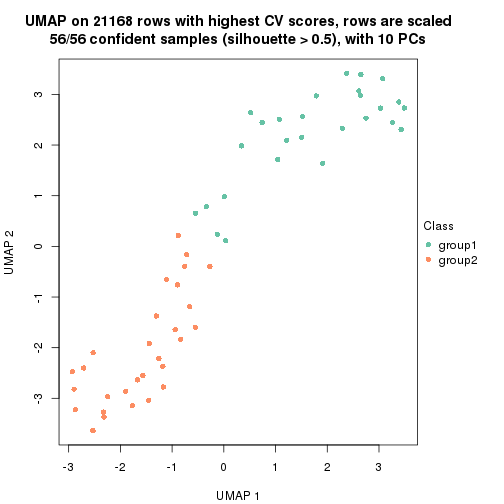 UMAP on 21168 rows with highest CV scores, rows are scaled
56/56 confident samples (silhouette > 0.5), with 10 PCs
UMAP 2
3
2
1
0
-1
-2
-3
Class
group1
group2
-3 -2 -1 0 1 2 3
UMAP 1